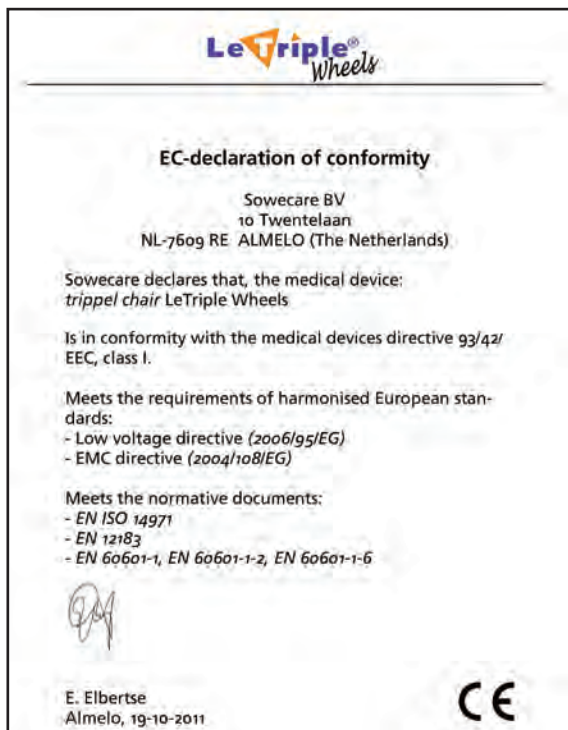 LeTriple®
Wheels
EC-declaration of conformity
Sowecare BV
10 Twentelaan
NL-7609 RE ALMELO (The Netherlands)
Sowecare declares that, the medical device:
trippel chair LeTriple Wheels
Is in conformity with the medical devices directive 93/42/
EEC, class I.
Meets the requirements of harmonised European stan-
dards:
- Low voltage directive (2006/95/EG)
- EMC directive (2004/108/EG)
Meets the normative documents:
- EN ISO 14971
- EN 12183
- EN 60601-1, EN 60601-1-2, EN 60601-1-6
E. Elbertse
Almelo, 19-10-2011
CE